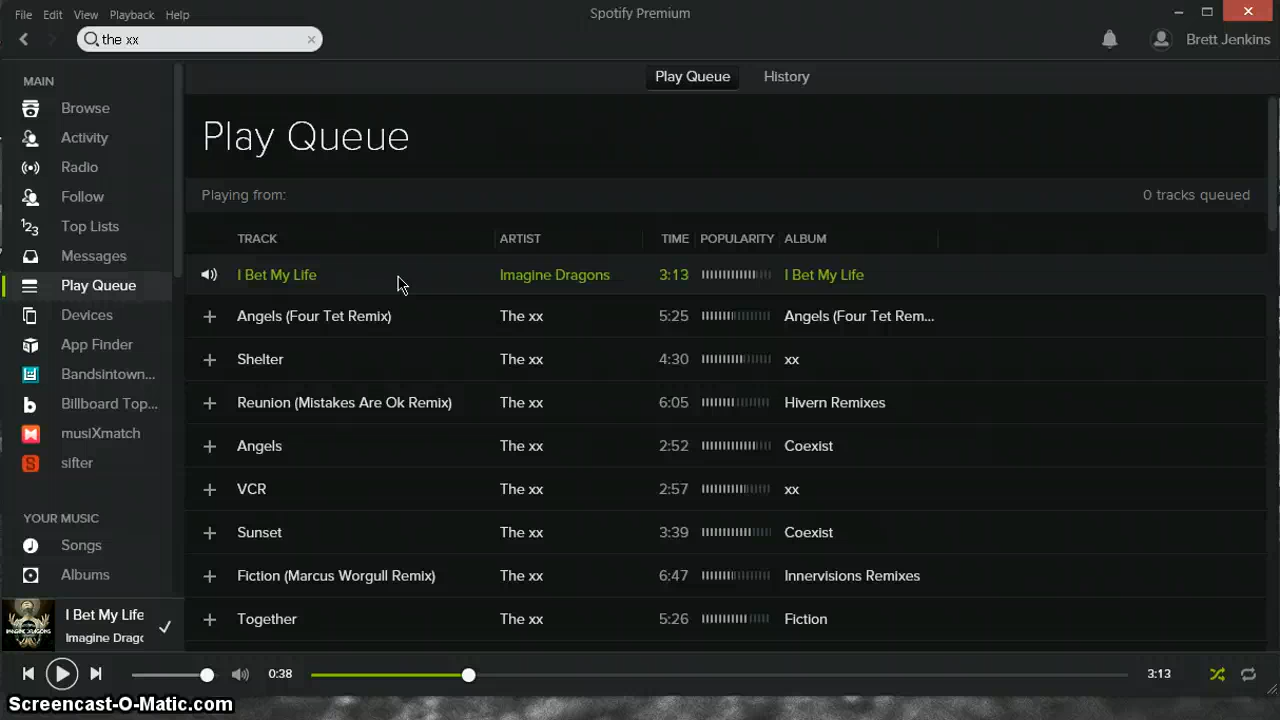 File Edit View Playback Help
Spotify Premium
the xx
Brett Jenkins
MAIN
Browse
Activity
Radio
Follow
Top Lists
Messages
Play Queue
Devices
App Finder
Bandsintown...
Billboard Top...
musiXmatch
sifter
YOUR MUSIC
Songs
Albums
I Bet My Life
Imagine Drago
Play Queue History
Play Queue
Playing from: 0 tracks queued
TRACK ARTIST TIME POPULARITY ALBUM
I Bet My Life Imagine Dragons 3:13 I Bet My Life
Angels (Four Tet Remix) The xx 5:25 Angels (Four Tet Rem...
Shelter The xx 4:30 xx
Reunion (Mistakes Are Ok Remix) The xx 6:05 Hivern Remixes
Angels The xx 2:52 Coexist
VCR The xx 2:57 xx
Sunset The xx 3:39 Coexist
Fiction (Marcus Worgull Remix) The xx 6:47 Innervisions Remixes
Together The xx 5:26 Fiction
0:38 3:13
Screencast-O-Matic.com